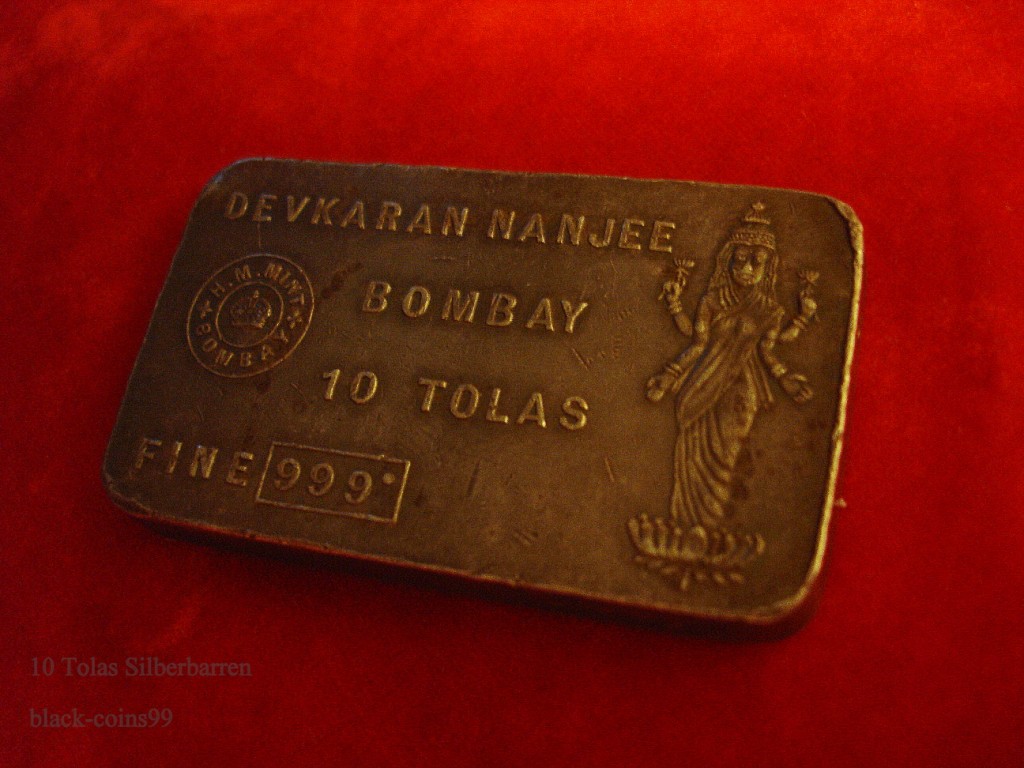 DEVKARAN NANJEE
H.M. MINT
BOMBAY
BOMBAY
10 TOLAS
FINE 999°
10 Tolas Silberbarren
black-coins99